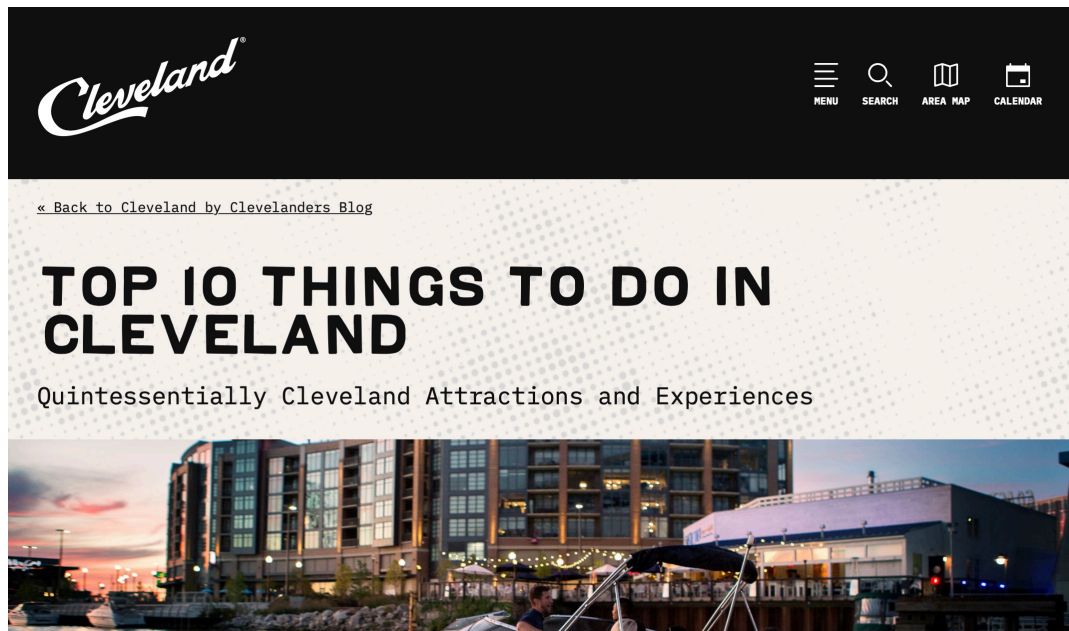 Cleveland®
MENU
SEARCH
AREA MAP
CALENDAR
« Back to Cleveland by Clevelanders Blog
TOP 10 THINGS TO DO IN
CLEVELAND
Quintessentially Cleveland Attractions and Experiences